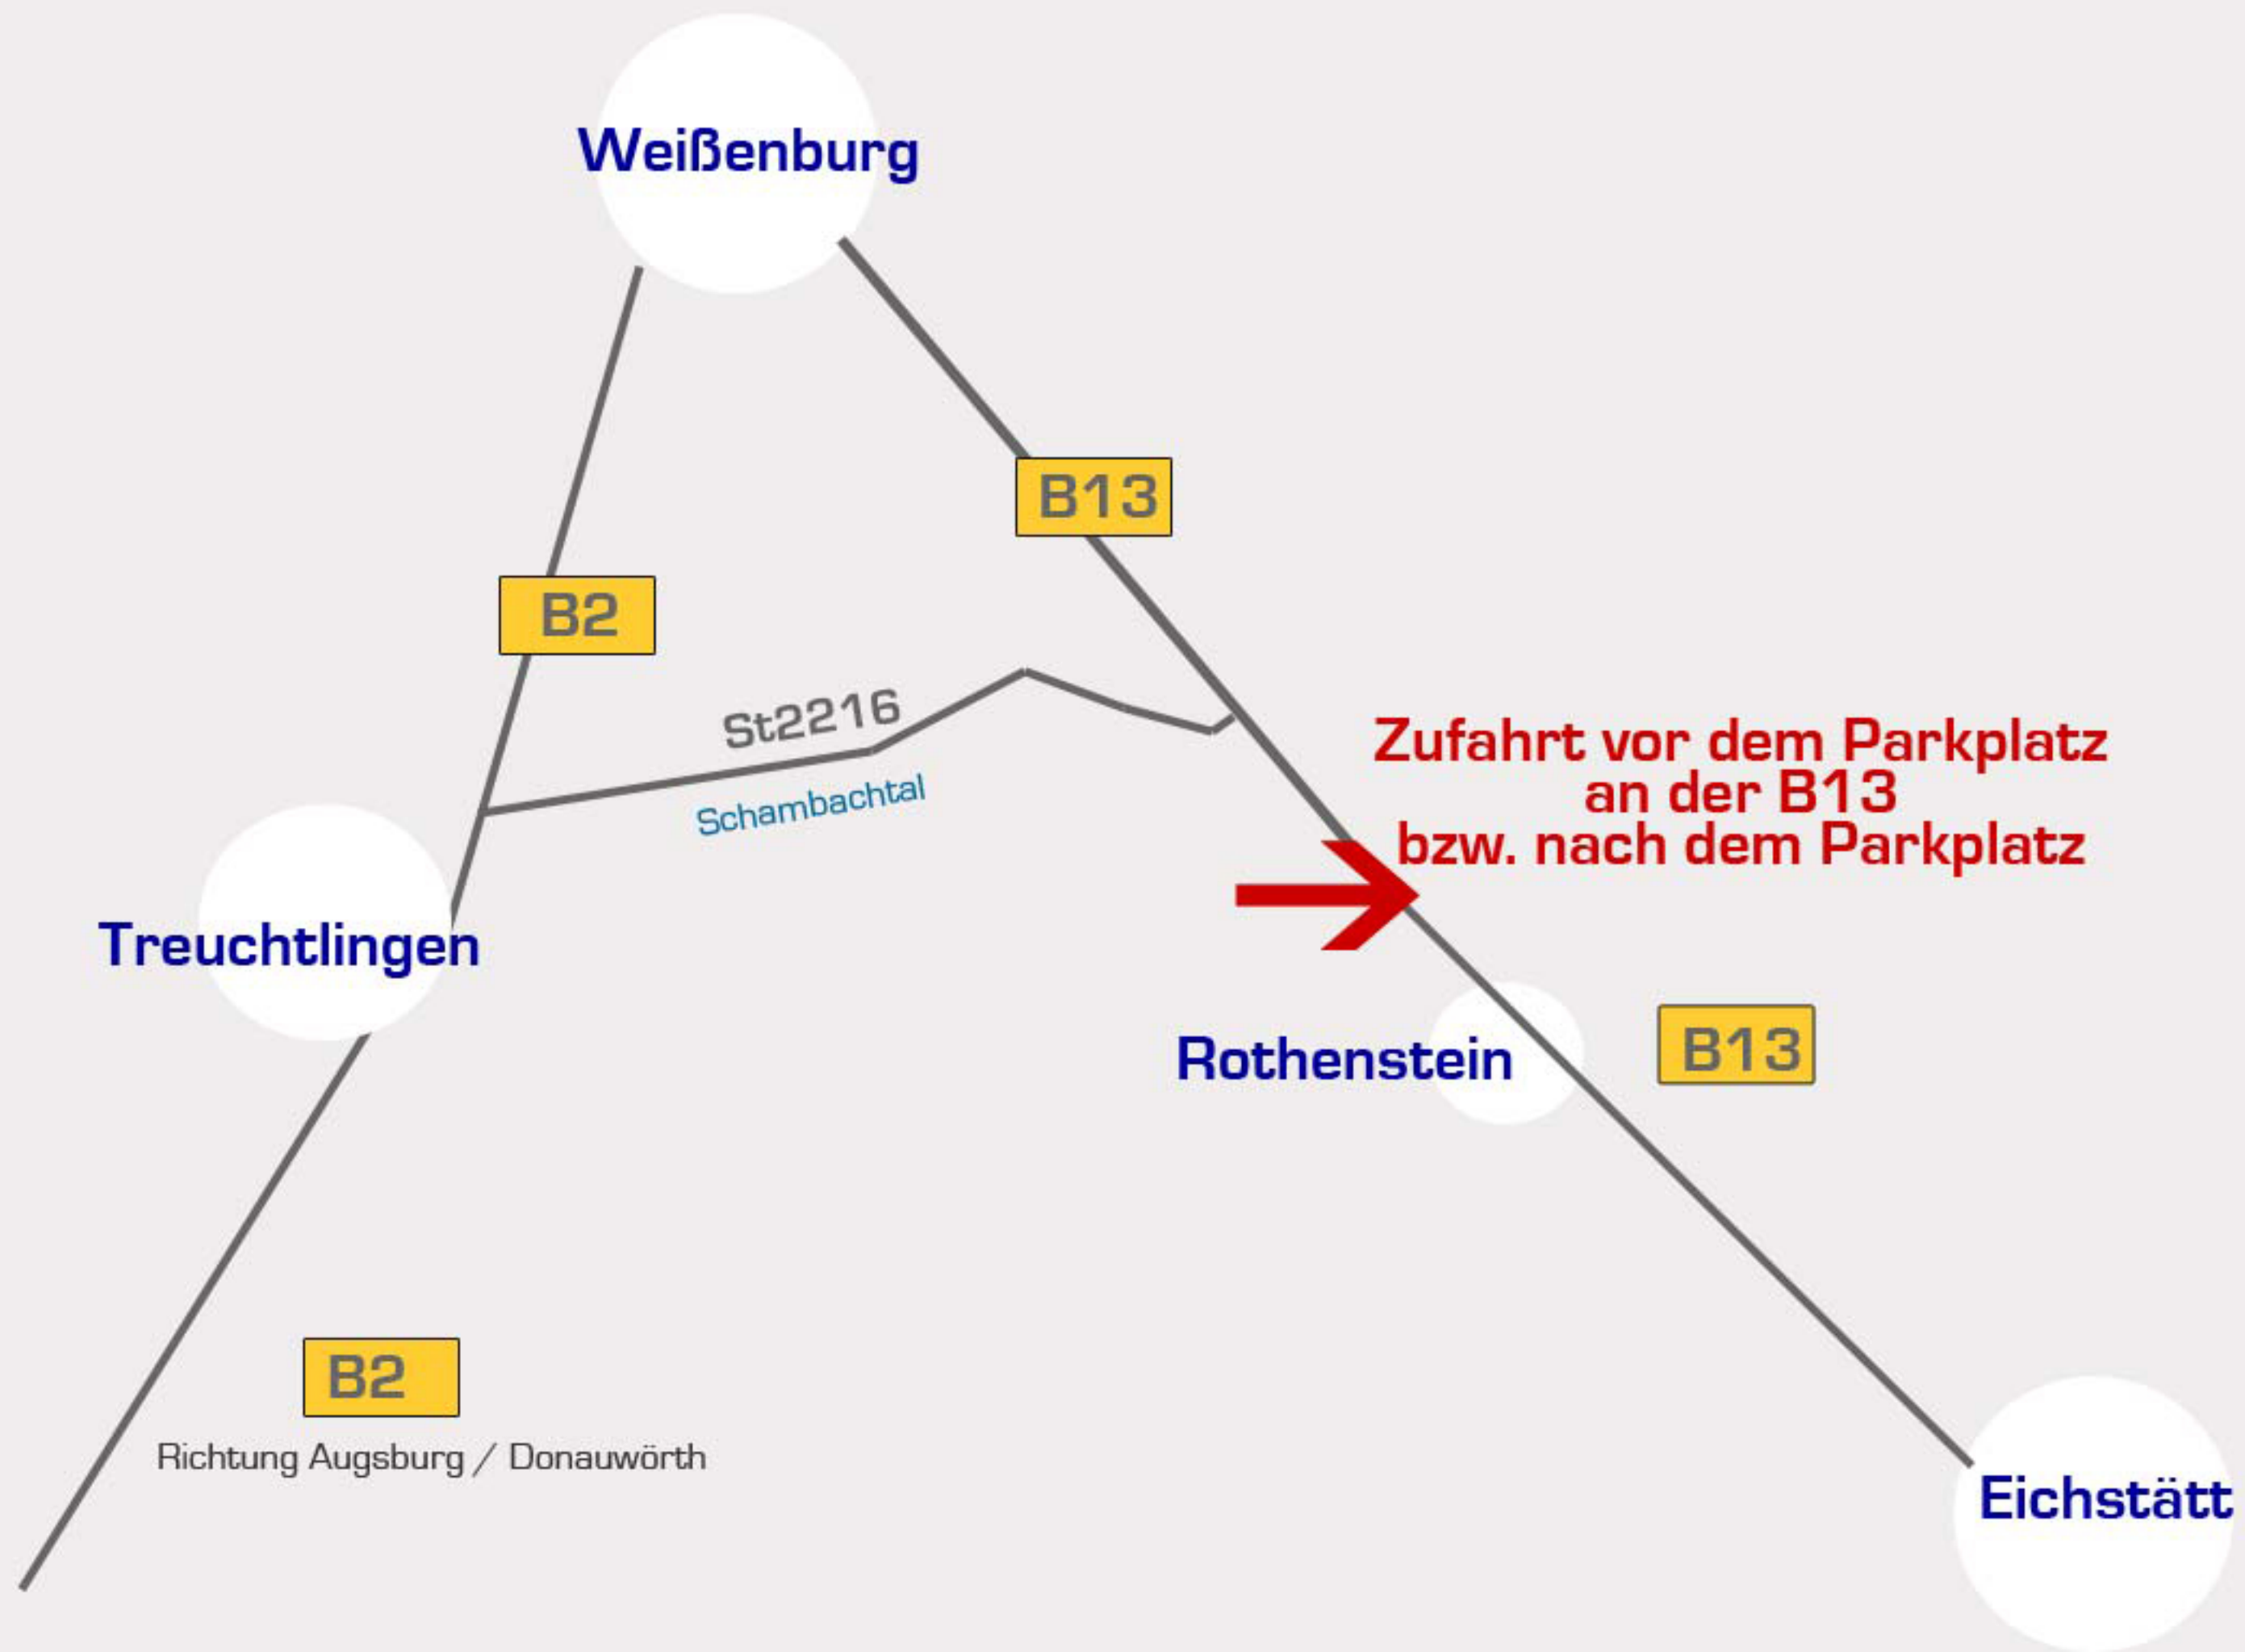 Weißenburg
B13
B2
St2216
Schambachtal
Zufahrt vor dem Parkplatz
an der B13
bzw. nach dem Parkplatz
Treuchtlingen
Rothenstein
B13
B2
Richtung Augsburg / Donauwörth
Eichstätt